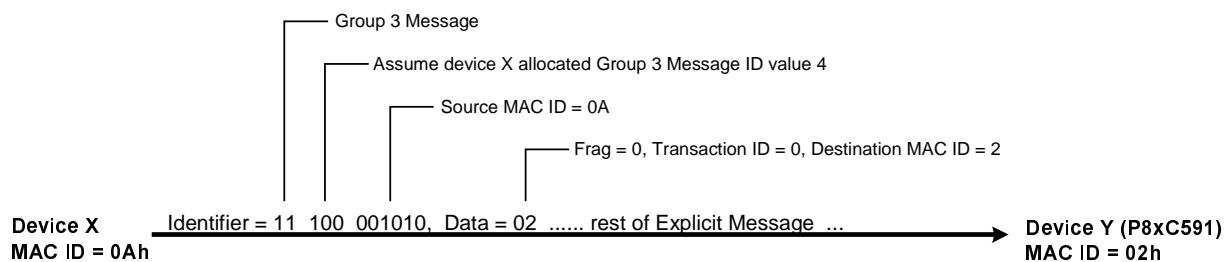 Group 3 Message
Assume device X allocated Group 3 Message ID value 4
Source MAC ID = 0A
Frag = 0, Transaction ID = 0, Destination MAC ID = 2
Identifier = 11 100 001010, Data = 02 ...... rest of Explicit Message ...
Device X
MAC ID = 0Ah
Device Y (P8xC591)
MAC ID = 02h